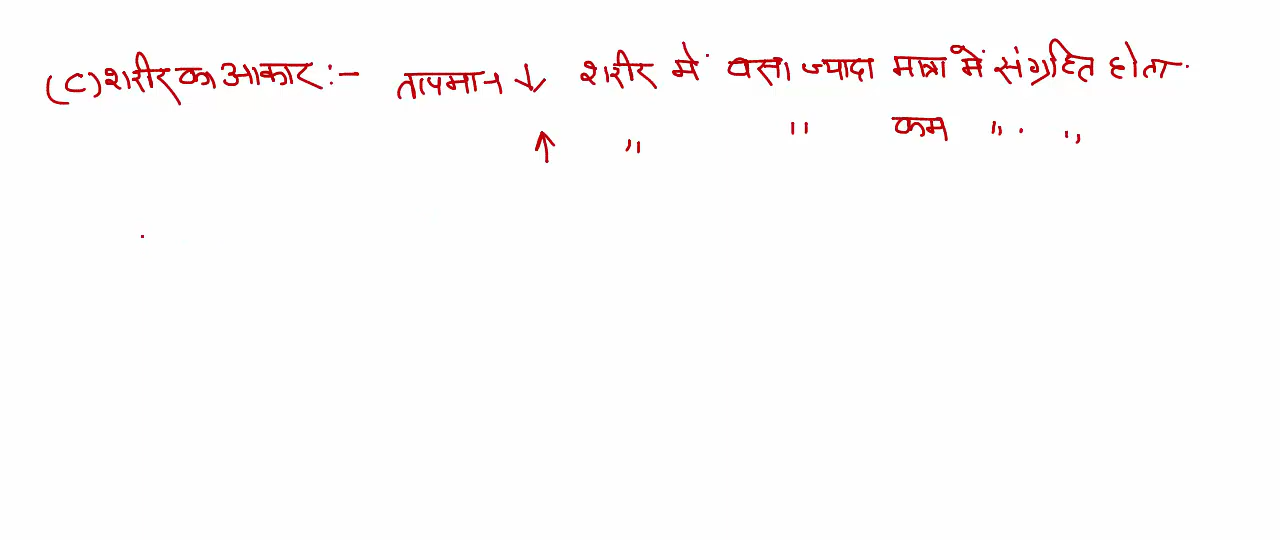 (C) शरीर का आकार :- तापमान ↓ शरीर में वसा ज्यादा मात्रा में संग्रहित होता
↑ " " कम " "